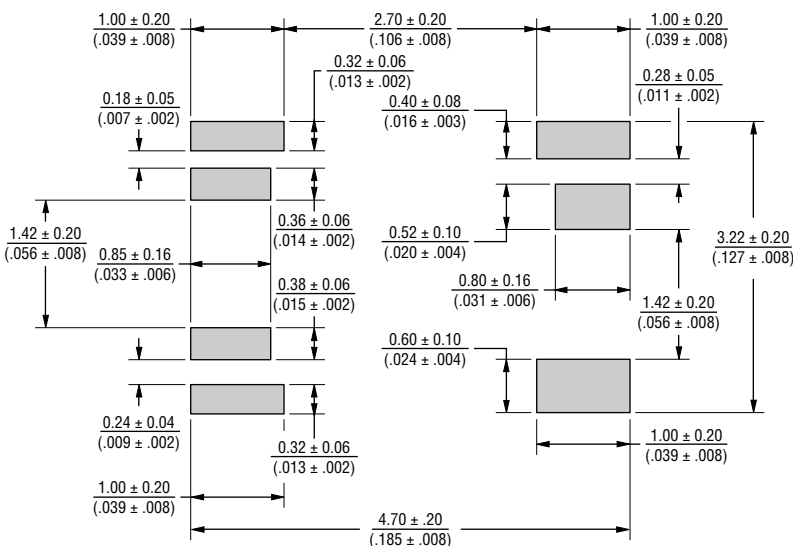 1.00 ± 0.20
(.039 ± .008)
2.70 ± 0.20
(.106 ± .008)
1.00 ± 0.20
(.039 ± .008)
0.32 ± 0.06
(.013 ± .002)
0.28 ± 0.05
(.011 ± .002)
0.18 ± 0.05
(.007 ± .002)
0.40 ± 0.08
(.016 ± .003)
1.42 ± 0.20
(.056 ± .008)
0.36 ± 0.06
(.014 ± .002)
0.52 ± 0.10
(.020 ± .004)
3.22 ± 0.20
(.127 ± .008)
0.85 ± 0.16
(.033 ± .006)
0.38 ± 0.06
(.015 ± .002)
0.80 ± 0.16
(.031 ± .006)
1.42 ± 0.20
(.056 ± .008)
0.60 ± 0.10
(.024 ± .004)
0.24 ± 0.04
(.009 ± .002)
0.32 ± 0.06
(.013 ± .002)
1.00 ± 0.20
(.039 ± .008)
1.00 ± 0.20
(.039 ± .008)
4.70 ± .20
(.185 ± .008)